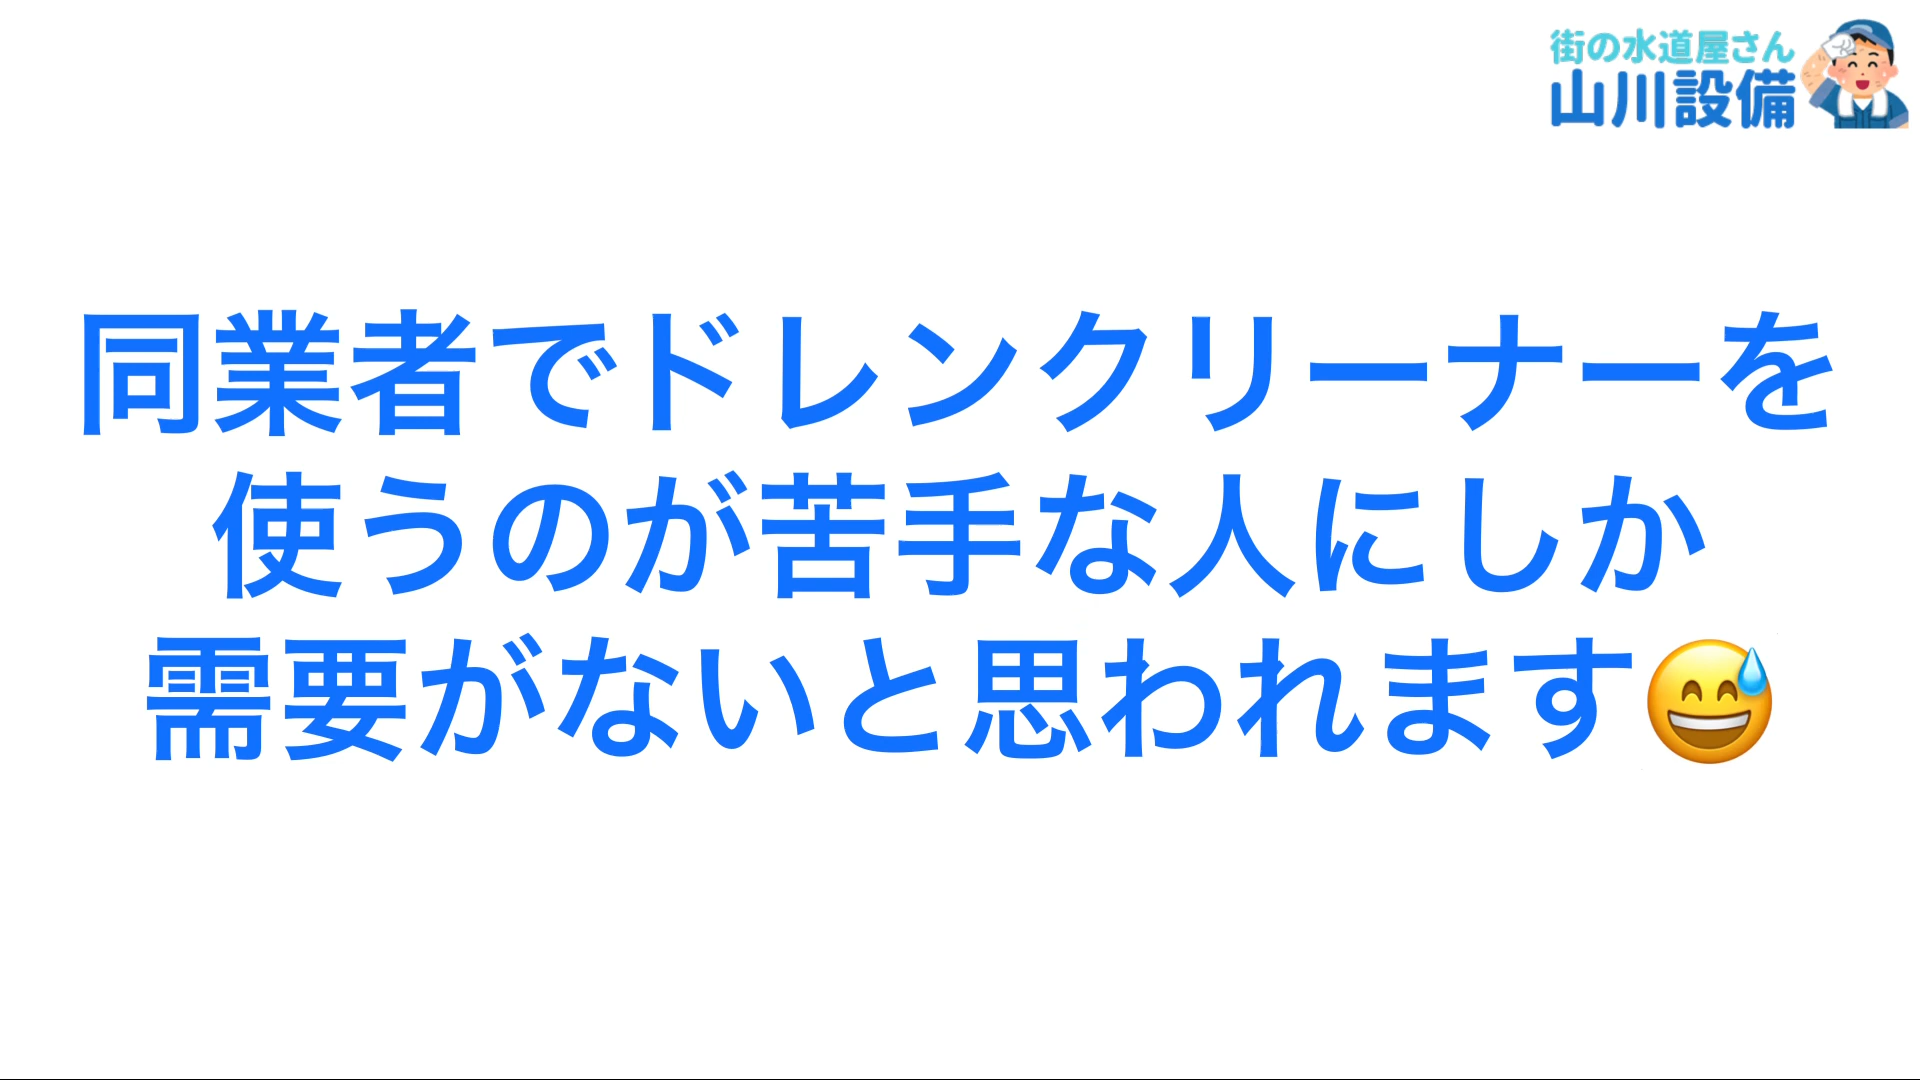 街の水道屋さん
山川設備
同業者でドレンクリーナーを
使うのが苦手な人にしか
需要がないと思われます😅